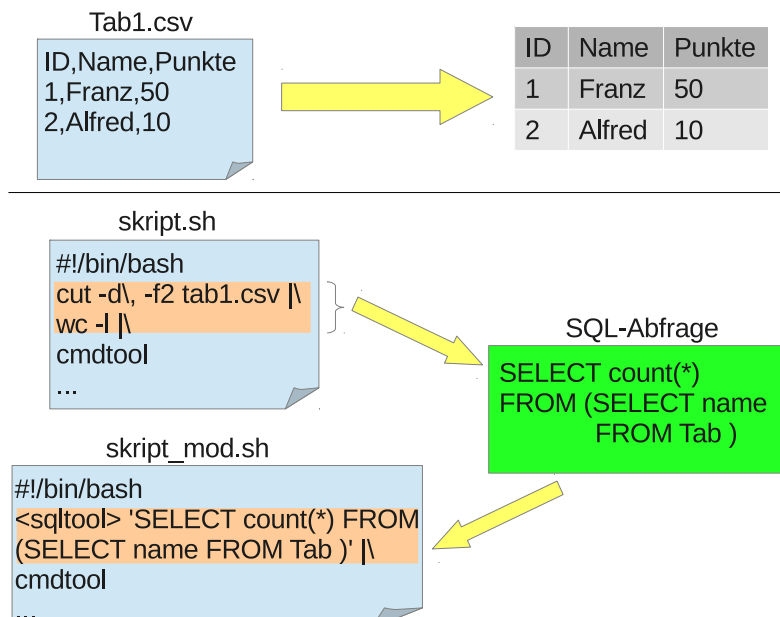 Tab1.csv
ID,Name,Punkte
1,Franz,50
2,Alfred,10
ID Name Punkte
1 Franz 50
2 Alfred 10
skript.sh
#!/bin/bash
cut -d\, -f2 tab1.csv |\
wc -l |\
cmdtool
...
SQL-Abfrage
SELECT count(*)
FROM (SELECT name
FROM Tab )
skript_mod.sh
#!/bin/bash
<sqltool> 'SELECT count(*) FROM
(SELECT name FROM Tab )' |\
cmdtool
...